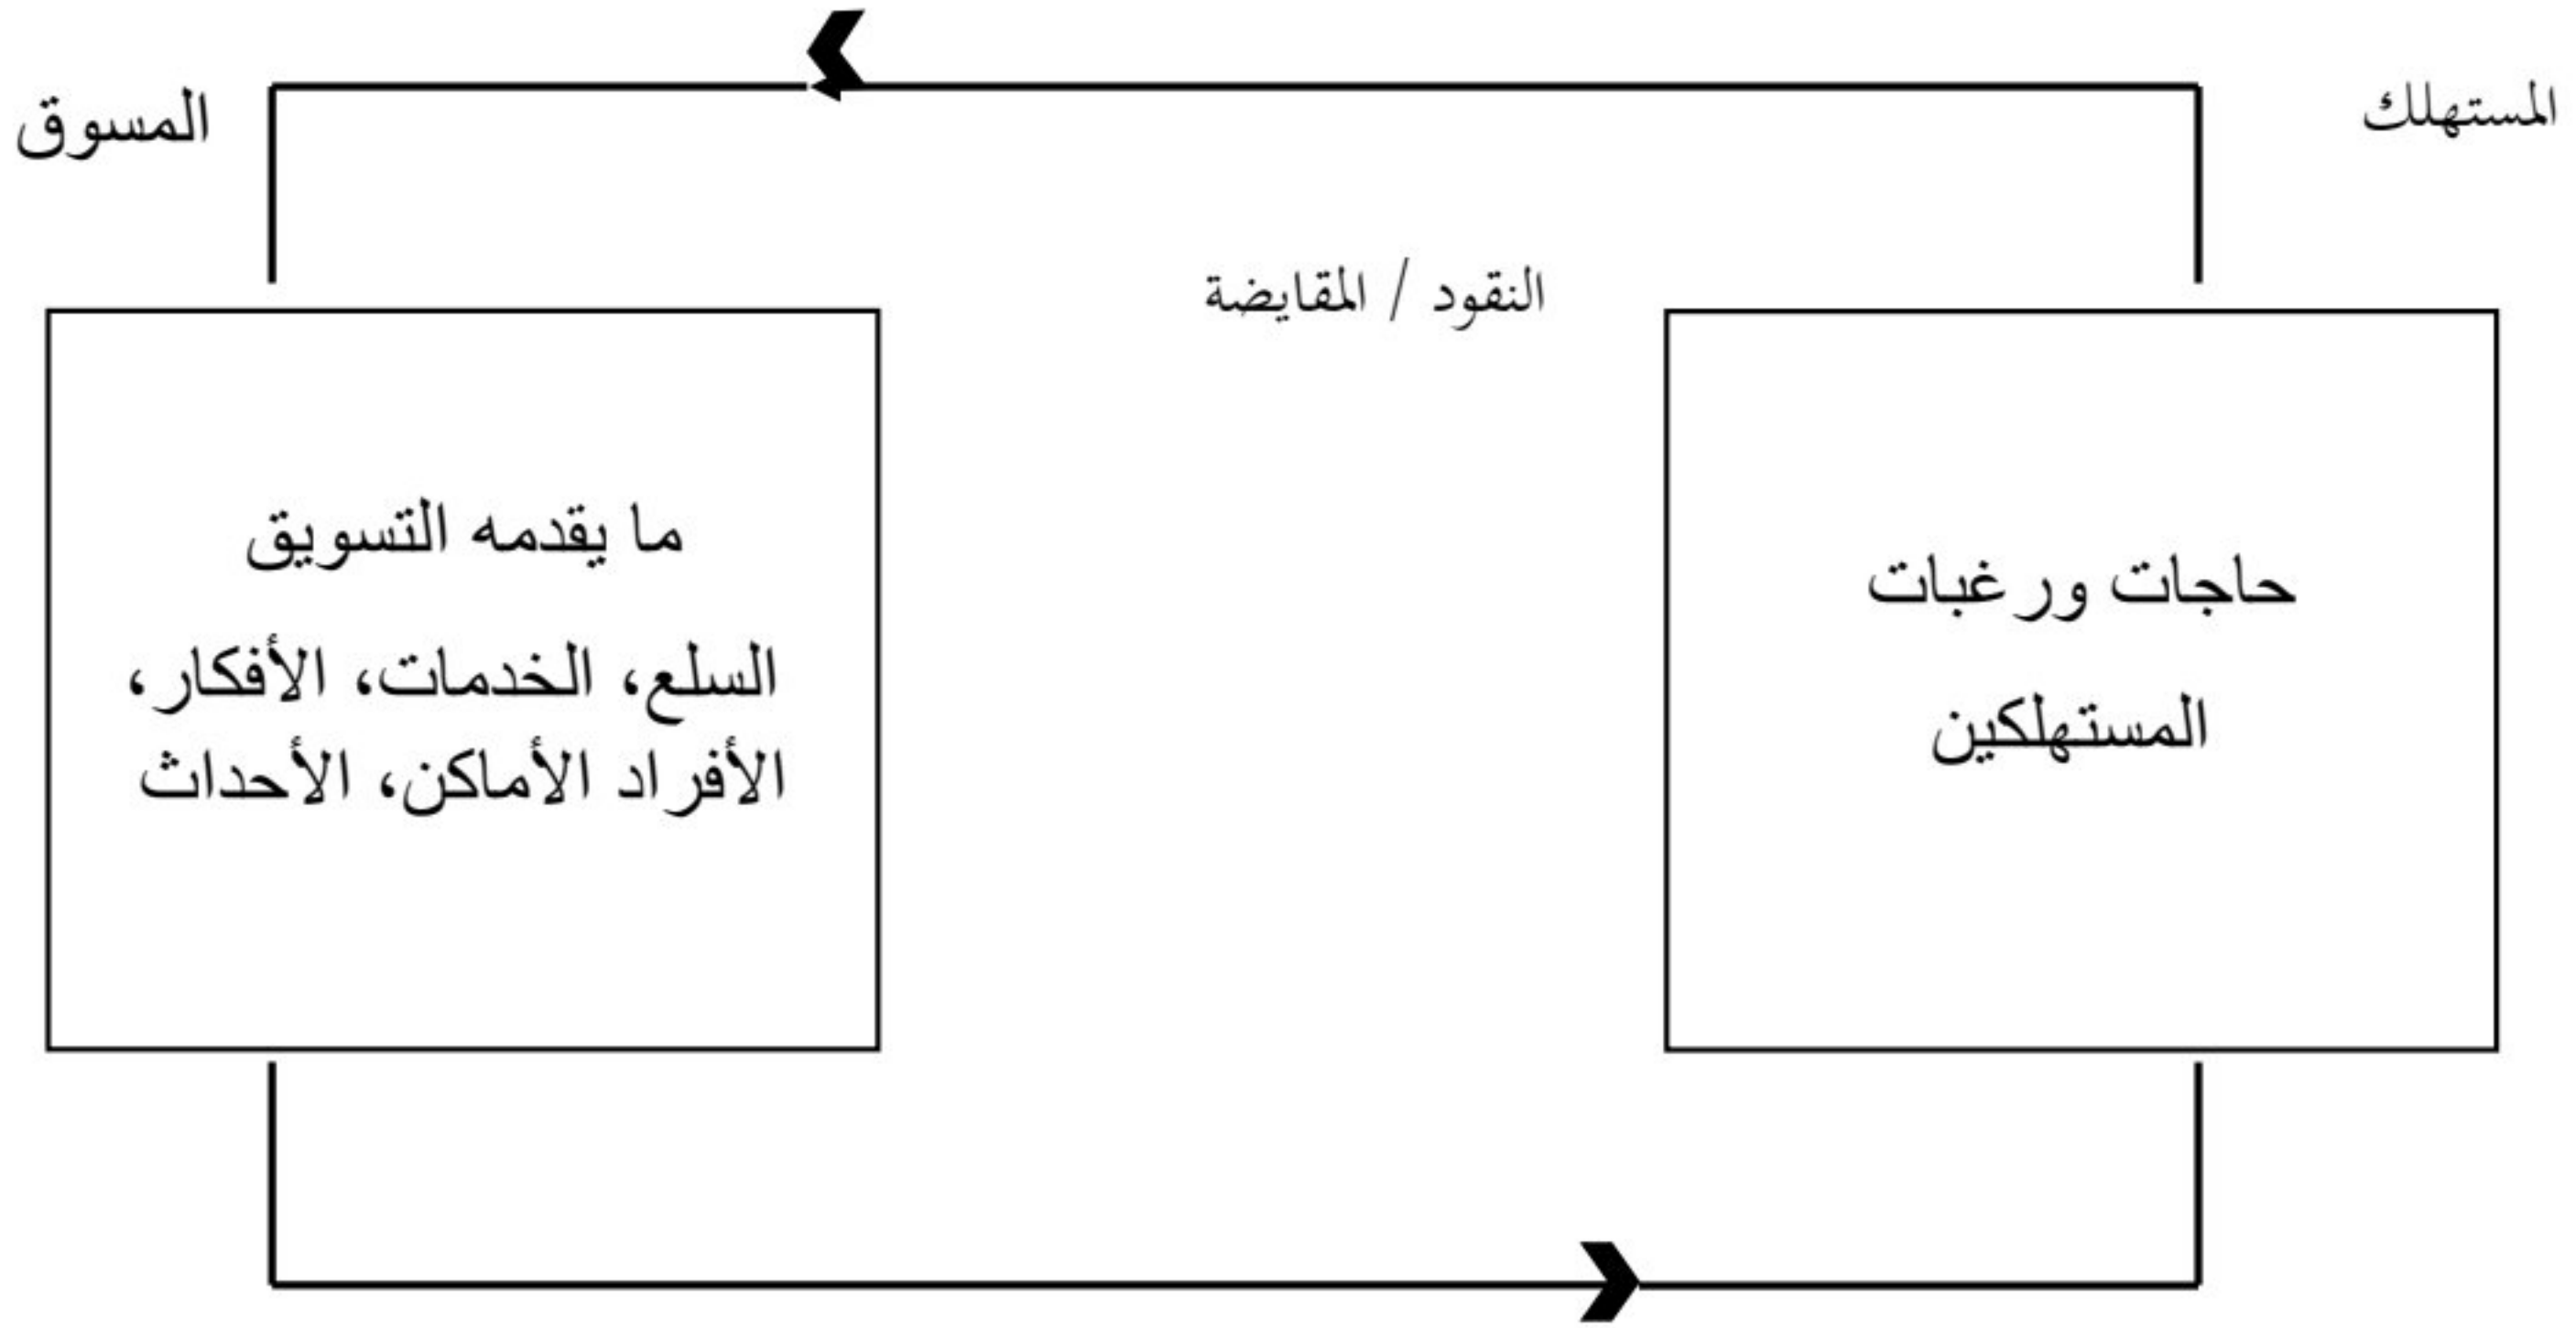 المستهلك
المسوق
النقود / المقايضة
حاجات ورغبات
المستهلكين
ما يقدمه التسويق
السلع، الخدمات، الأفكار،
الأفراد الأماكن، الأحداث